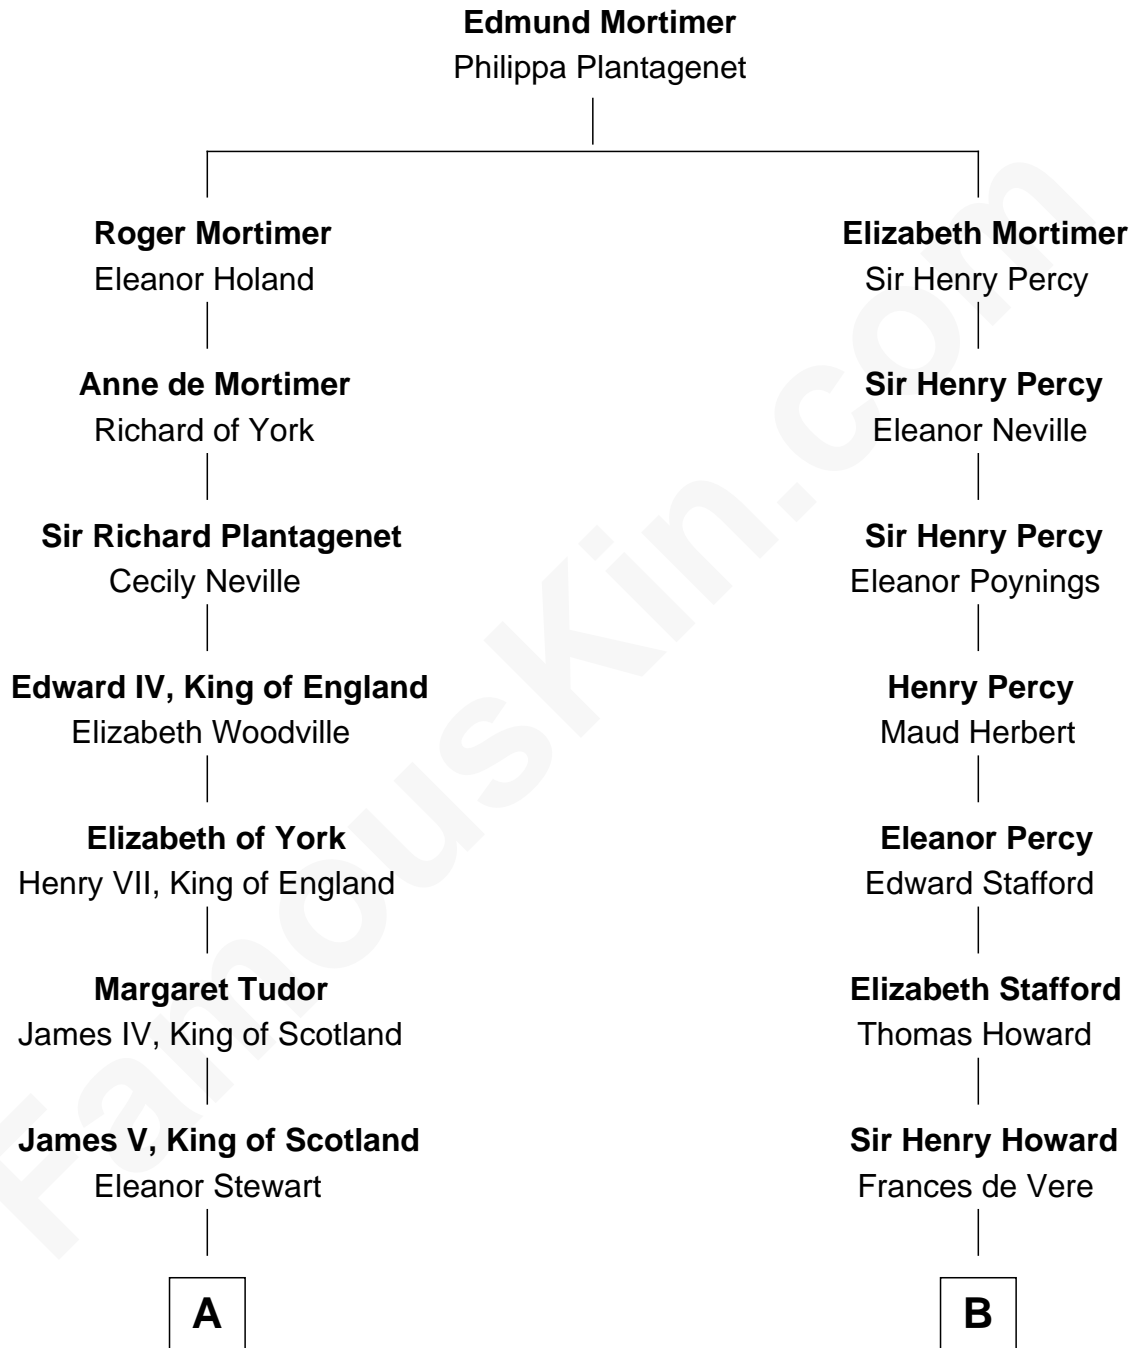 Edmund Mortimer
Philippa Plantagenet
Roger Mortimer
Eleanor Holand
Anne de Mortimer
Richard of York
Sir Richard Plantagenet
Cecily Neville
Edward IV, King of England
Elizabeth Woodville
Elizabeth of York
Henry VII, King of England
Margaret Tudor
James IV, King of Scotland
James V, King of Scotland
Eleanor Stewart
A
Elizabeth Mortimer
Sir Henry Percy
Sir Henry Percy
Eleanor Neville
Sir Henry Percy
Eleanor Poynings
Henry Percy
Maud Herbert
Eleanor Percy
Edward Stafford
Elizabeth Stafford
Thomas Howard
Sir Henry Howard
Frances de Vere
B
FamousKin.com